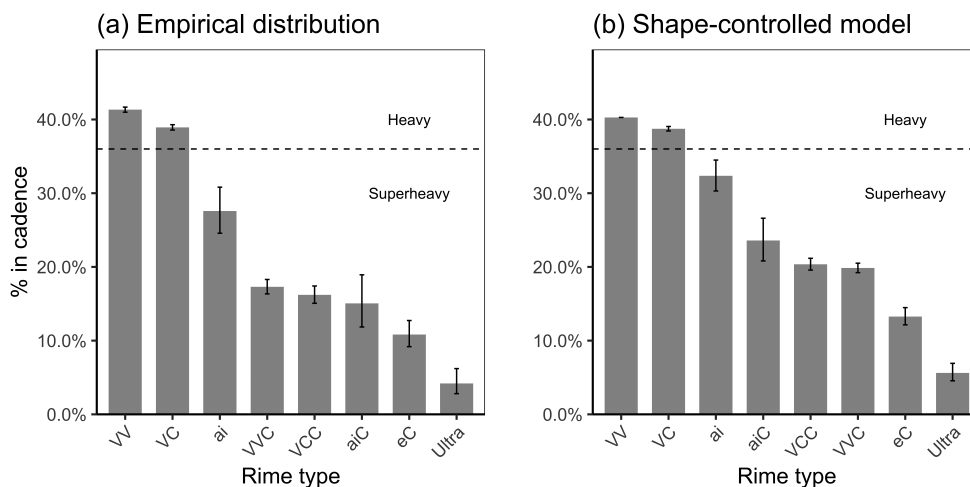 (a) Empirical distribution
% in cadence
40.0%
30.0%
20.0%
10.0%
0.0%
Heavy
Superheavy
VV VC ai VVC VCC aiC eC Ultra
Rime type
(b) Shape-controlled model
40.0%
30.0%
20.0%
10.0%
0.0%
Heavy
Superheavy
VV VC ai aiC VCC VVC eC Ultra
Rime type